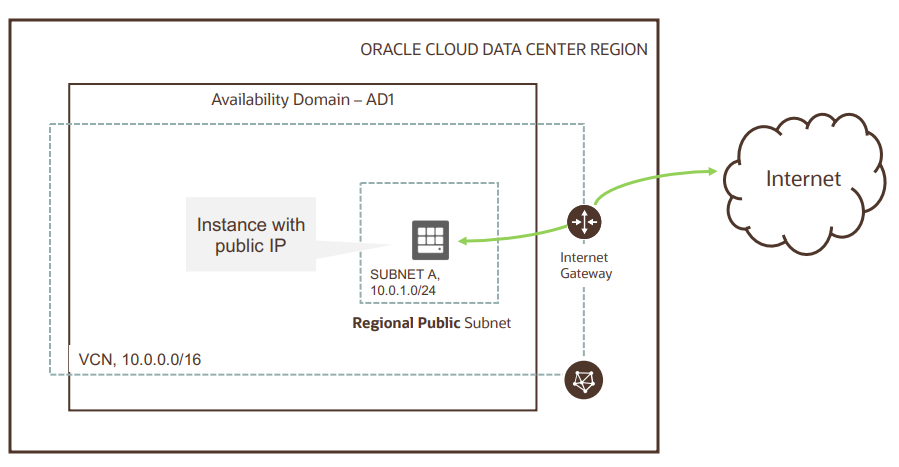 ORACLE CLOUD DATA CENTER REGION
Availability Domain – AD1
Internet
Instance with
public IP
SUBNET A,
10.0.1.0/24
Internet
Gateway
Regional Public Subnet
VCN, 10.0.0.0/16